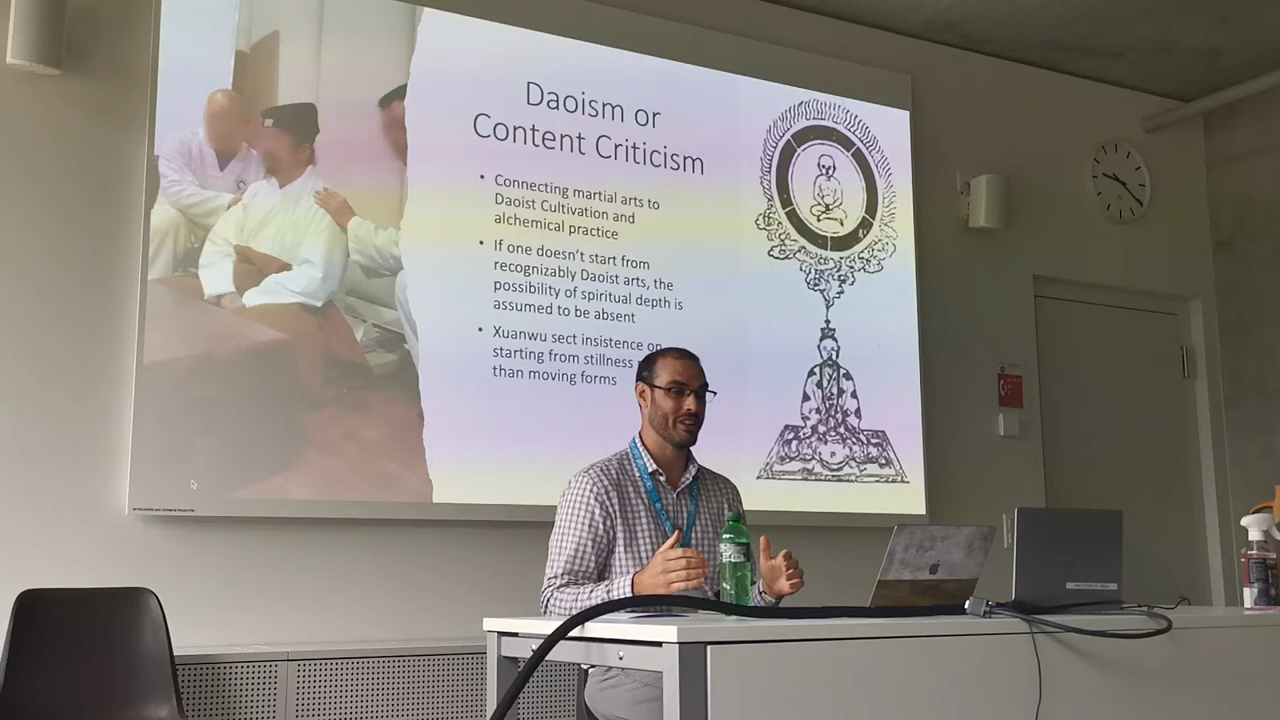 Daoism or
Content Criticism
• Connecting martial arts to
Daoist Cultivation and
alchemical practice
• If one doesn't start from
recognizably Daoist arts, the
possibility of spiritual depth is
assumed to be absent
• Xuanwu sect insistence on
starting from stillness
than moving forms